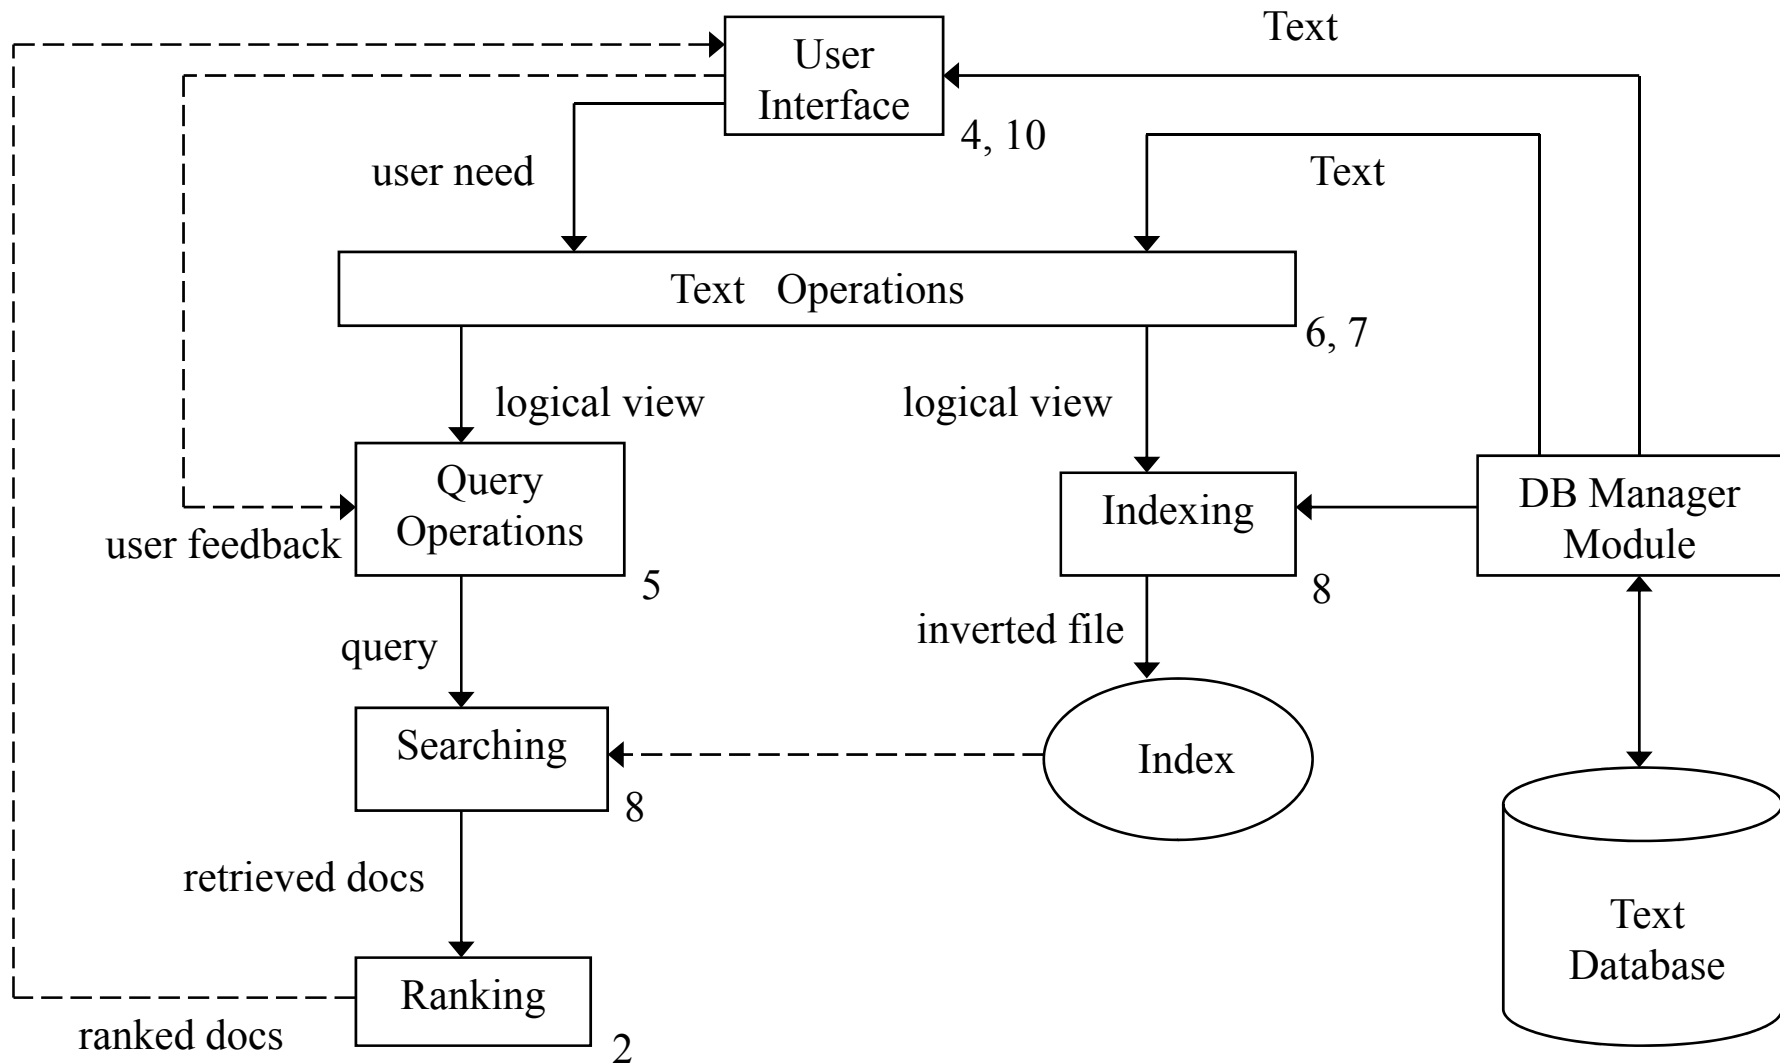 Text
User
Interface
4, 10
user need
Text
Text Operations
6, 7
logical view
logical view
Query
Operations
Indexing
DB Manager
Module
user feedback
5
8
inverted file
query
Searching
Index
8
retrieved docs
Text
Database
Ranking
ranked docs
2